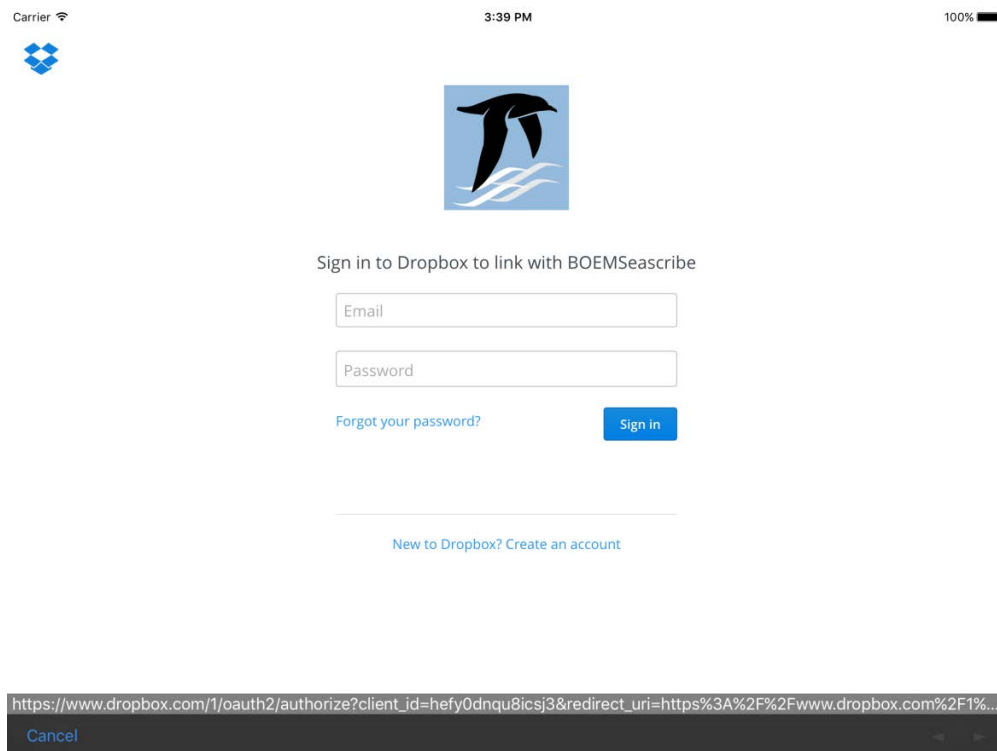 Carrier 3:39 PM 100%
Sign in to Dropbox to link with BOEMSeascribe
Email
Password
Forgot your password? Sign in
New to Dropbox? Create an account
https://www.dropbox.com/1/oauth2/authorize?client_id=hefy0dnqu8icsj3&redirect_uri=https%3A%2F%2Fwww.dropbox.com%2F1%...
Cancel